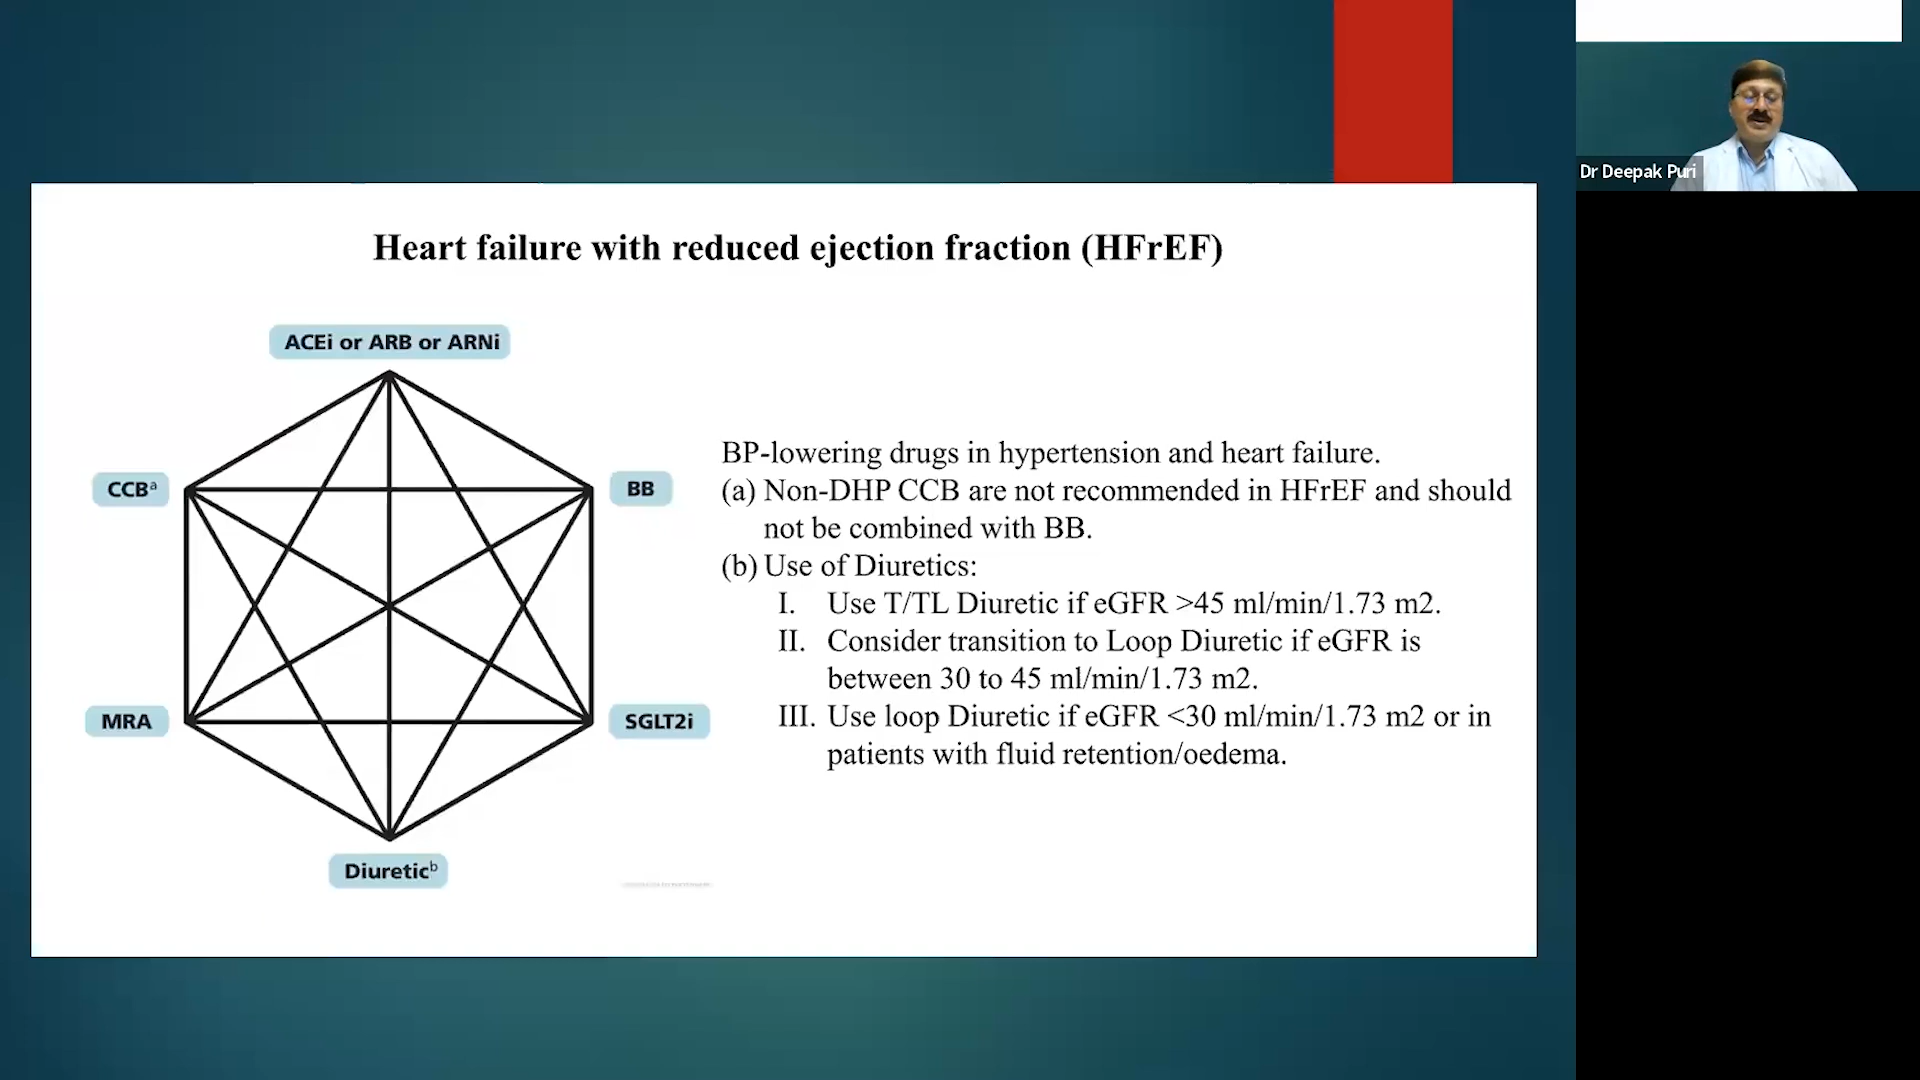 Heart failure with reduced ejection fraction (HFrEF)
ACEi or ARB or ARNi
CCBᵃ
BB
MRA
SGLT2i
Diureticᵇ
BP-lowering drugs in hypertension and heart failure.
(a) Non-DHP CCB are not recommended in HFrEF and should
not be combined with BB.
(b) Use of Diuretics:
I. Use T/TL Diuretic if eGFR >45 ml/min/1.73 m2.
II. Consider transition to Loop Diuretic if eGFR is
between 30 to 45 ml/min/1.73 m2.
III. Use loop Diuretic if eGFR <30 ml/min/1.73 m2 or in
patients with fluid retention/oedema.
Dr Deepak Puri